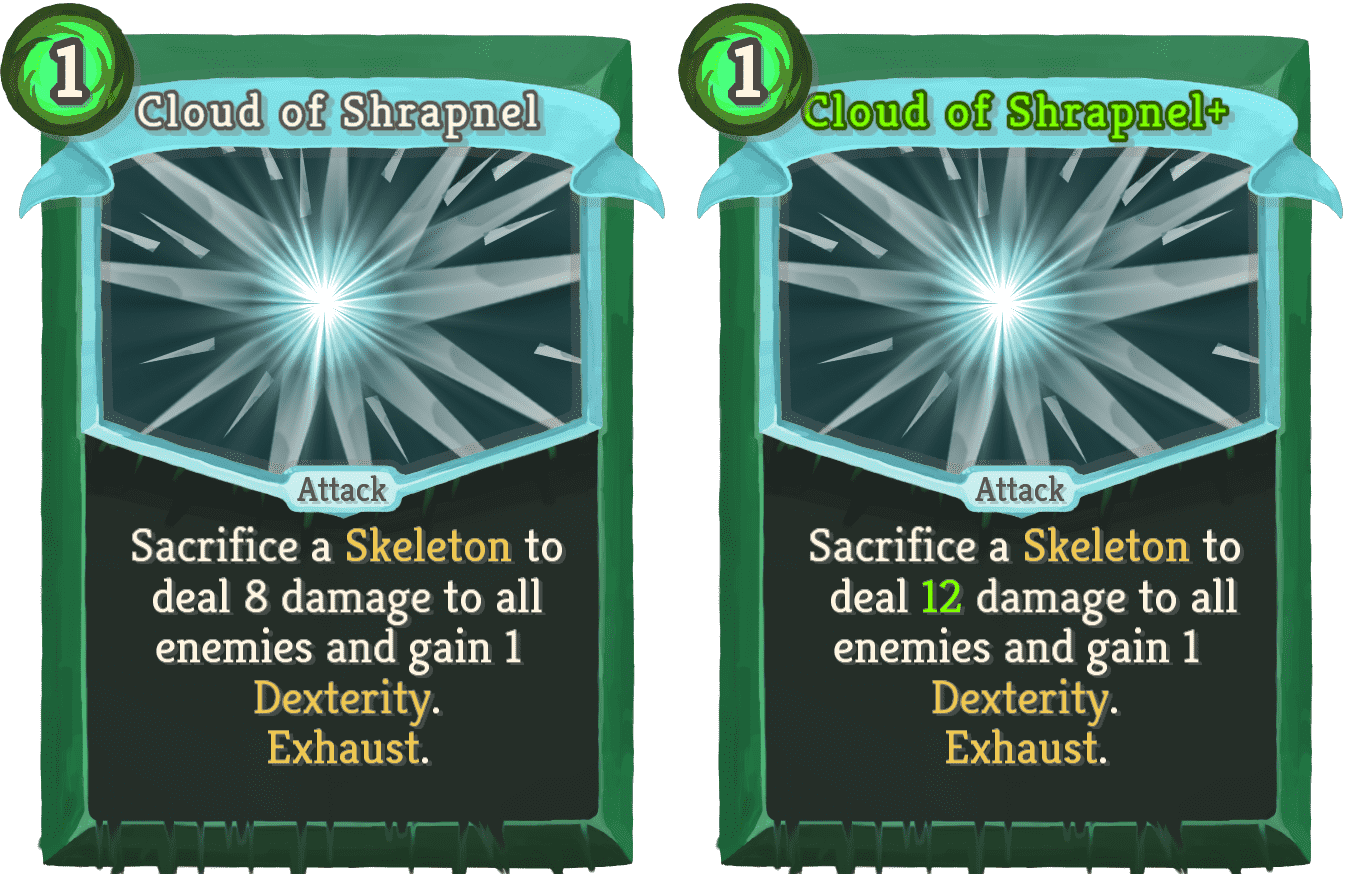 1
Cloud of Shrapnel
Attack
Sacrifice a Skeleton to
deal 8 damage to all
enemies and gain 1
Dexterity.
Exhaust.
1
Cloud of Shrapnel+
Attack
Sacrifice a Skeleton to
deal 12 damage to all
enemies and gain 1
Dexterity.
Exhaust.